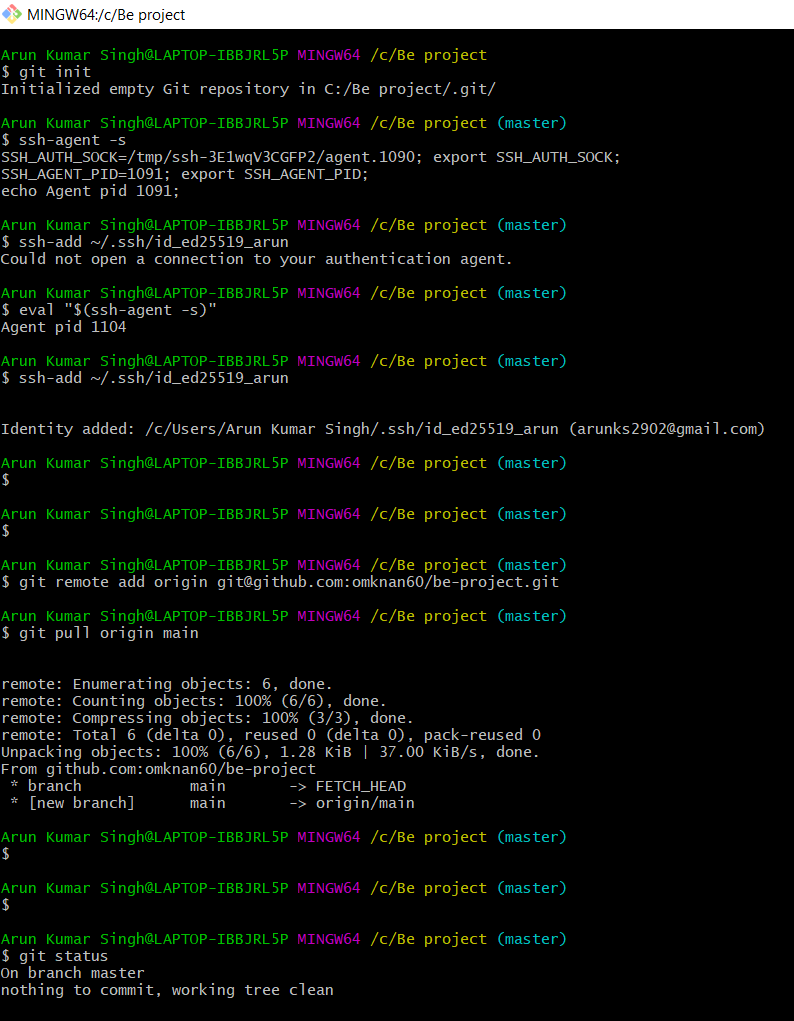 MINGW64:/c/Be project
Arun Kumar Singh@LAPTOP-IBBJRL5P MINGW64 /c/Be project
$ git init
Initialized empty Git repository in C:/Be project/.git/
Arun Kumar Singh@LAPTOP-IBBJRL5P MINGW64 /c/Be project (master)
$ ssh-agent -s
SSH_AUTH_SOCK=/tmp/ssh-3E1wqV3CGFP2/agent.1090; export SSH_AUTH_SOCK;
SSH_AGENT_PID=1091; export SSH_AGENT_PID;
echo Agent pid 1091;
Arun Kumar Singh@LAPTOP-IBBJRL5P MINGW64 /c/Be project (master)
$ ssh-add ~/.ssh/id_ed25519_arun
Could not open a connection to your authentication agent.
Arun Kumar Singh@LAPTOP-IBBJRL5P MINGW64 /c/Be project (master)
$ eval "$(ssh-agent -s)"
Agent pid 1104
Arun Kumar Singh@LAPTOP-IBBJRL5P MINGW64 /c/Be project (master)
$ ssh-add ~/.ssh/id_ed25519_arun
Identity added: /c/Users/Arun Kumar Singh/.ssh/id_ed25519_arun (arunks2902@gmail.com)
Arun Kumar Singh@LAPTOP-IBBJRL5P MINGW64 /c/Be project (master)
$
Arun Kumar Singh@LAPTOP-IBBJRL5P MINGW64 /c/Be project (master)
$
Arun Kumar Singh@LAPTOP-IBBJRL5P MINGW64 /c/Be project (master)
$ git remote add origin git@github.com:omknan60/be-project.git
Arun Kumar Singh@LAPTOP-IBBJRL5P MINGW64 /c/Be project (master)
$ git pull origin main
remote: Enumerating objects: 6, done.
remote: Counting objects: 100% (6/6), done.
remote: Compressing objects: 100% (3/3), done.
remote: Total 6 (delta 0), reused 0 (delta 0), pack-reused 0
Unpacking objects: 100% (6/6), 1.28 KiB | 37.00 KiB/s, done.
From github.com:omknan60/be-project
 * branch            main       -> FETCH_HEAD
 * [new branch]      main       -> origin/main
Arun Kumar Singh@LAPTOP-IBBJRL5P MINGW64 /c/Be project (master)
$
Arun Kumar Singh@LAPTOP-IBBJRL5P MINGW64 /c/Be project (master)
$
Arun Kumar Singh@LAPTOP-IBBJRL5P MINGW64 /c/Be project (master)
$ git status
On branch master
nothing to commit, working tree clean